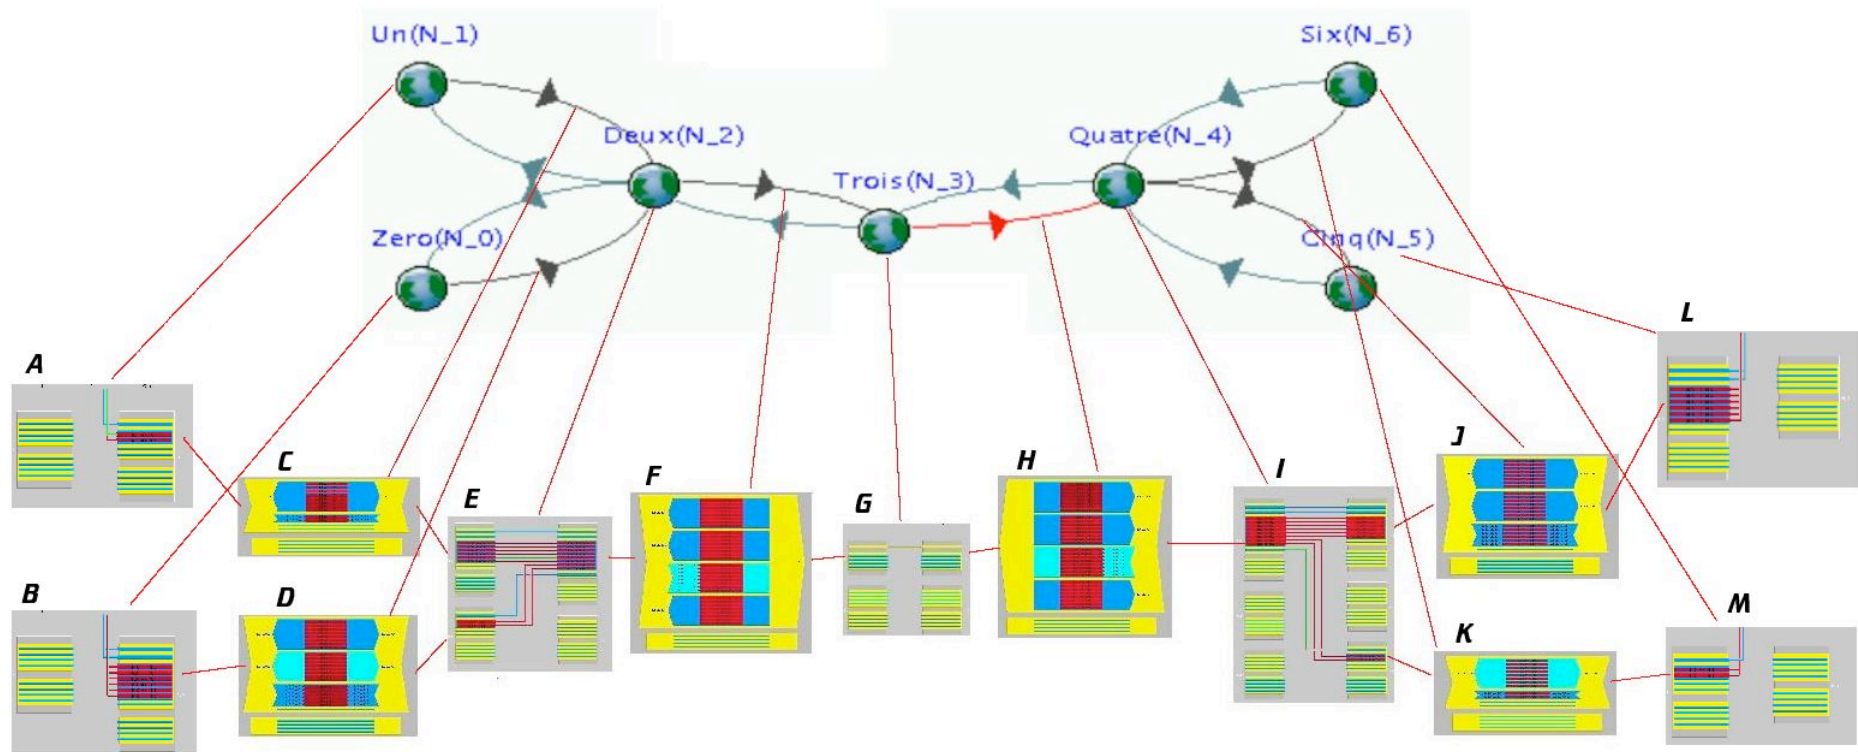 Un(N_1)
Six(N_6)
Deux(N_2)
Quatre(N_4)
Trois(N_3)
Zero(N_0)
Cinq(N_5)
A
B
C
D
E
F
G
H
I
J
K
L
M